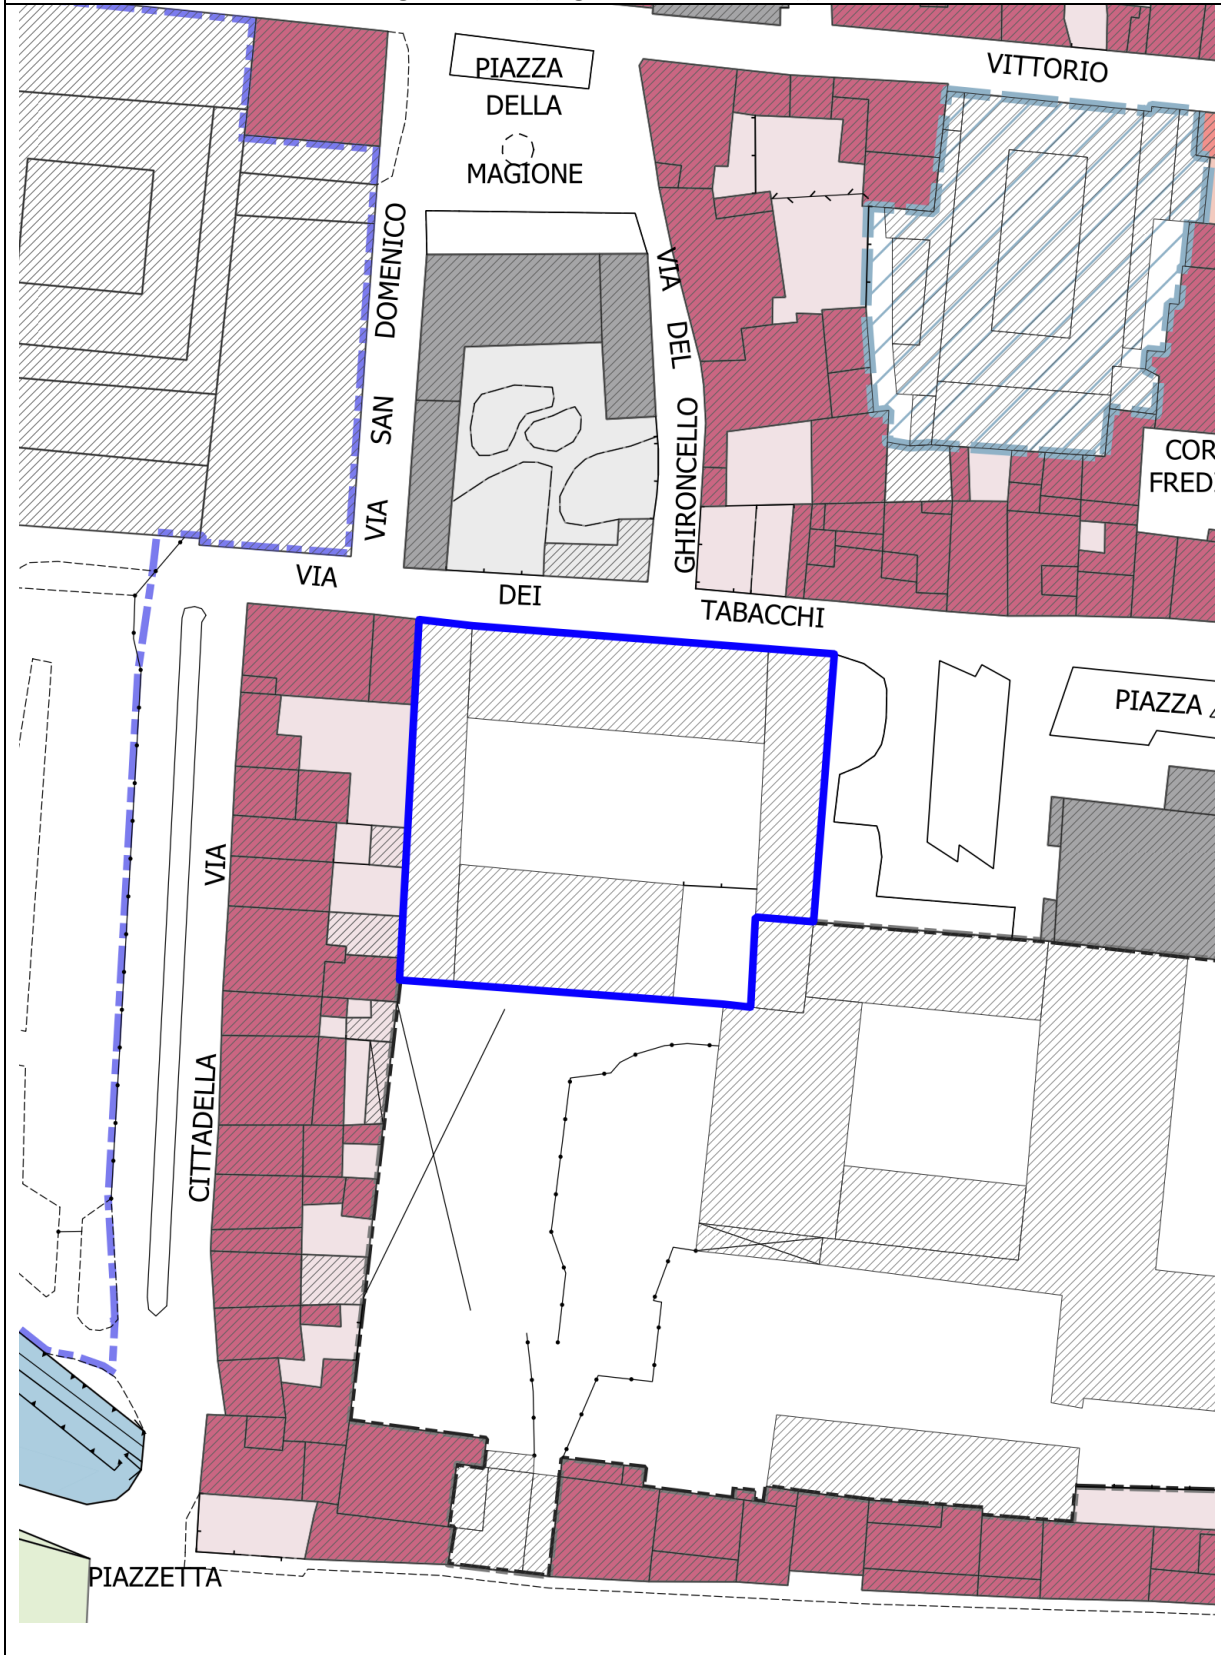 VITTORIO
PIAZZA
DELLA
MAGIONE
VIA SAN DOMENICO
VIA DEL GHIRONCELLO
COR
FRED
VIA DEI TABACCHI
PIAZZA
VIA
CITTADELLA
PIAZZETTA